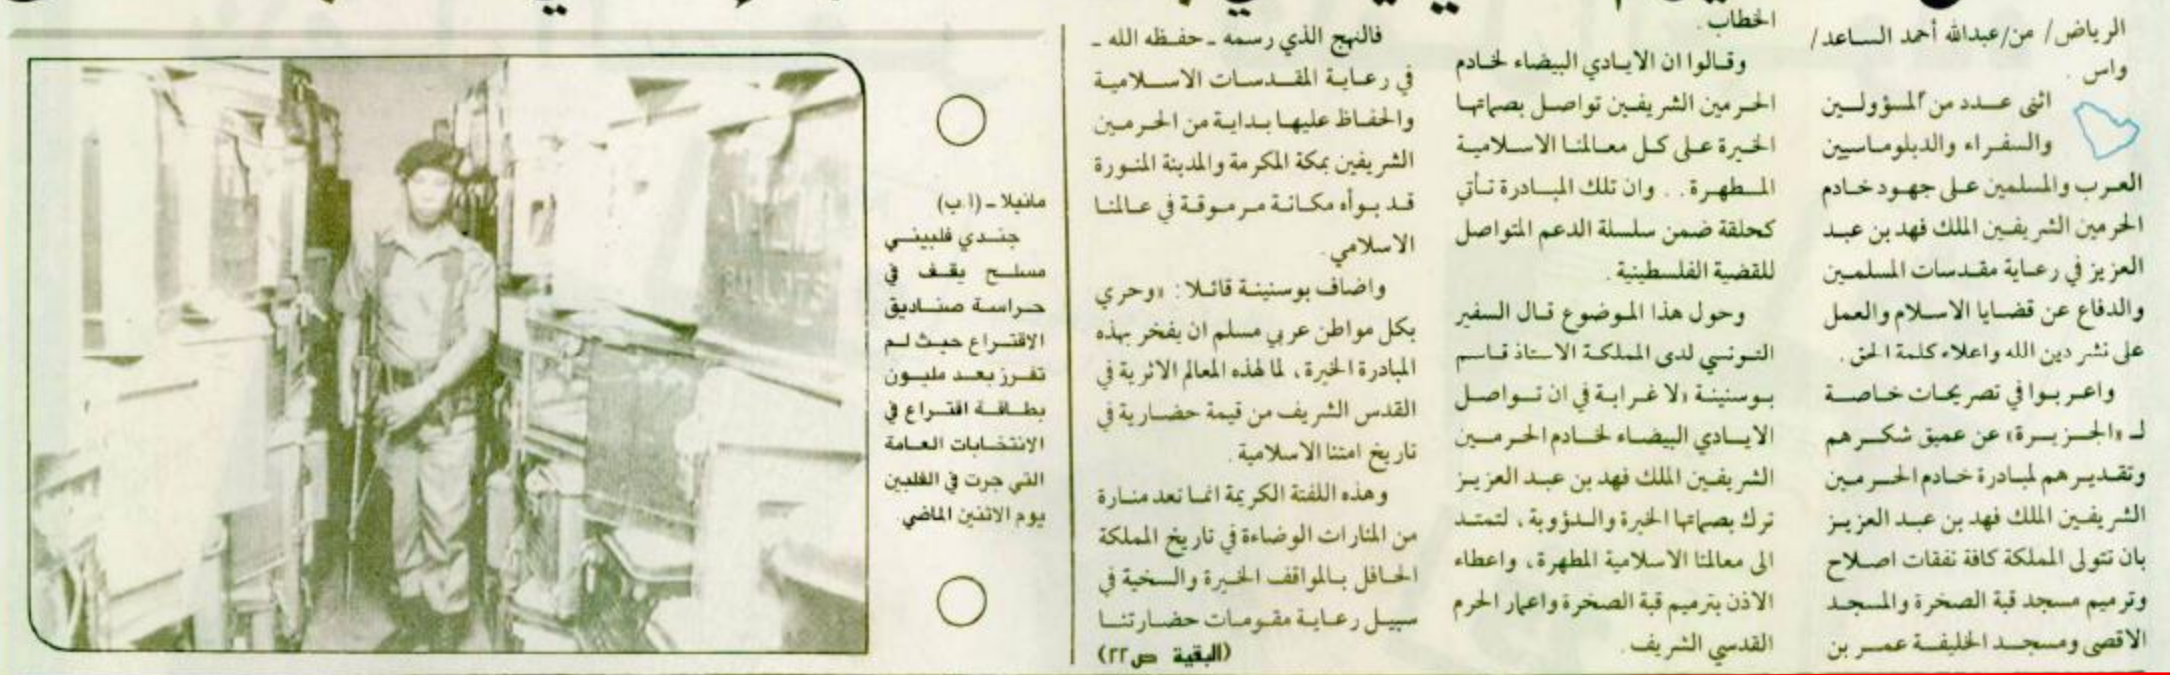 الرياض/ من/عبدالله أحمد الساعد/
واس .
اثنى عدد من المسؤولين
والسفراء والدبلوماسيين
العرب والمسلمين على جهود خادم
الحرمين الشريفين الملك فهد بن عبد
العزيز في رعاية مقدسات المسلمين
والدفاع عن قضايا الاسلام والعمل
على نشر دين الله واعلاء كلمة الحق .
واعربوا في تصريحات خاصة
لـ «الجزيرة» عن عميق شكرهم
وتقديرهم لمبادرة خادم الحرمين
الشريفين الملك فهد بن عبد العزيز
بان تتولى المملكة كافة نفقات اصلاح
وترميم مسجد قبة الصخرة والمسجد
الاقصى ومسجد الخليفة عمر بن
الخطاب .
وقالوا ان الايادي البيضاء لخادم
الحرمين الشريفين تواصل بصماتها
الخيرة على كل معالمنا الاسلامية
المطهرة . . وان تلك المبادرة تأتي
كحلقة ضمن سلسلة الدعم المتواصل
للقضية الفلسطينية .
وحول هذا الموضوع قال السفير
التونسي لدى المملكة الاستاذ قاسم
بوسنينة «لا غرابة في ان تواصل
الايادي البيضاء لخادم الحرمين
الشريفين الملك فهد بن عبد العزيز
ترك بصماتها الخيرة والدؤوبة ، لتمتد
الى معالمنا الاسلامية المطهرة ، واعطاء
الاذن بترميم قبة الصخرة واعمار الحرم
القدسي الشريف .
فالنهج الذي رسمه ـ حفظه الله ـ
في رعاية المقدسات الاسلامية
والحفاظ عليها بداية من الحرمين
الشريفين بمكة المكرمة والمدينة المنورة
قد بوأه مكانة مرموقة في عالمنا
الاسلامي .
واضاف بوسنينة قائلا : «وحري
بكل مواطن عربي مسلم ان يفخر بهذه
المبادرة الخيرة ، لما لهذه المعالم الاثرية في
القدس الشريف من قيمة حضارية في
تاريخ امتنا الاسلامية .
وهذه اللفتة الكريمة انما تعد منارة
من المنارات الوضاءة في تاريخ المملكة
الحافل بالمواقف الخيرة والسخية في
سبيل رعاية مقومات حضارتنا
(البقية ص٢٢)
مانيلا ـ (ا ب)
جندي فلبيني
مسلح يقف في
حراسة صناديق
الاقتراع حيث لم
تفرز بعد مليون
بطاقة اقتراع في
الانتخابات العامة
التي جرت في الفلبين
يوم الاثنين الماضي
BALLOTS